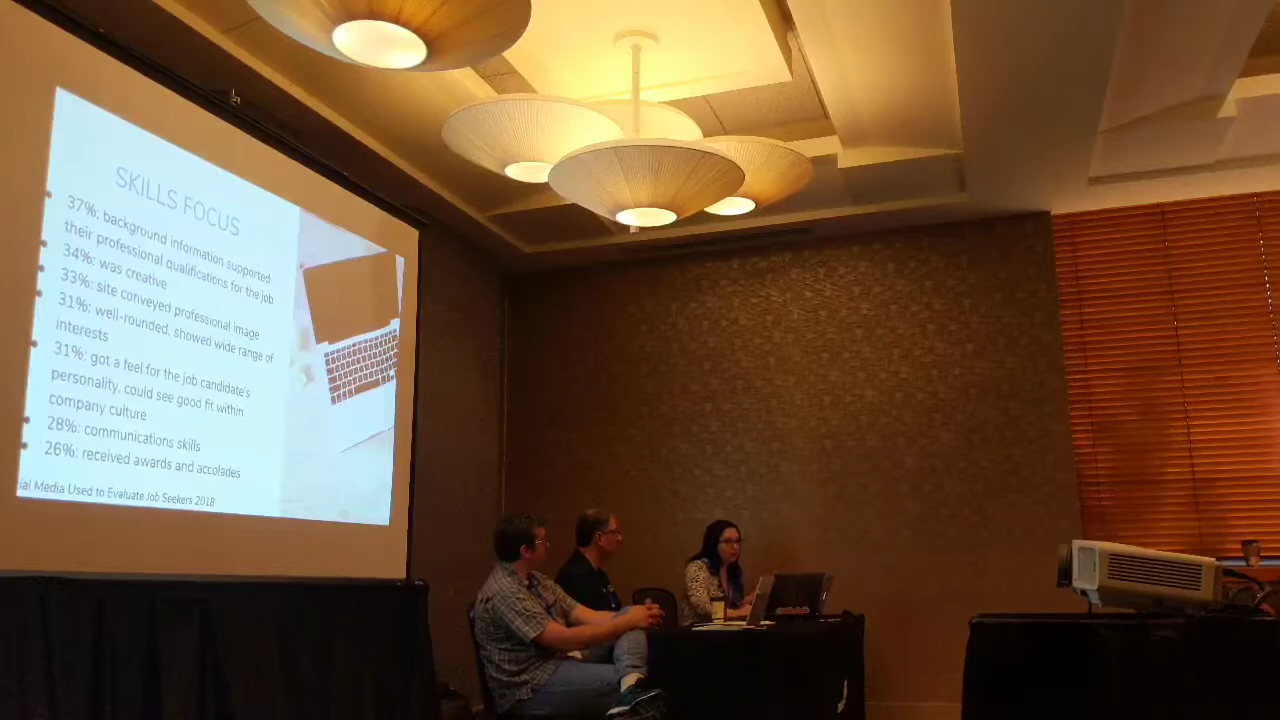 SKILLS FOCUS
37%: background information supported
their professional qualifications for the job
34%: was creative
33%: site conveyed professional image
31%: well-rounded, showed wide range of
interests
31%: got a feel for the job candidate's
personality, could see good fit within
company culture
28%: communications skills
26%: received awards and accolades
ial Media Used to Evaluate Job Seekers 2018